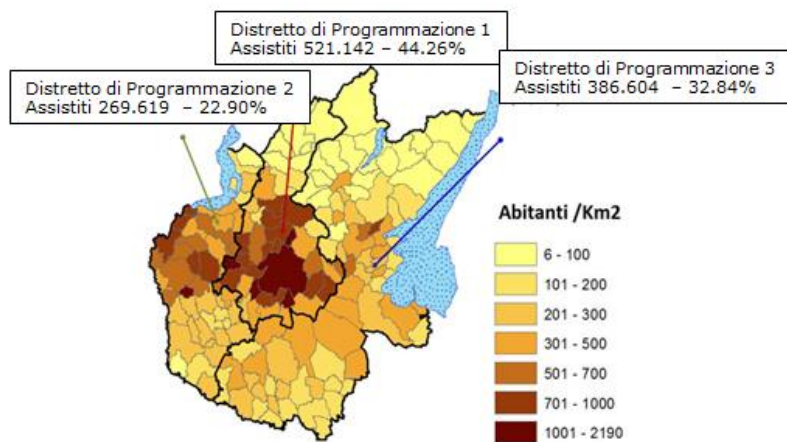 Distretto di Programmazione 1
Assistiti 521.142 – 44.26%
Distretto di Programmazione 2
Assistiti 269.619 – 22.90%
Distretto di Programmazione 3
Assistiti 386.604 – 32.84%
Abitanti /Km2
6 - 100
101 - 200
201 - 300
301 - 500
501 - 700
701 - 1000
1001 - 2190